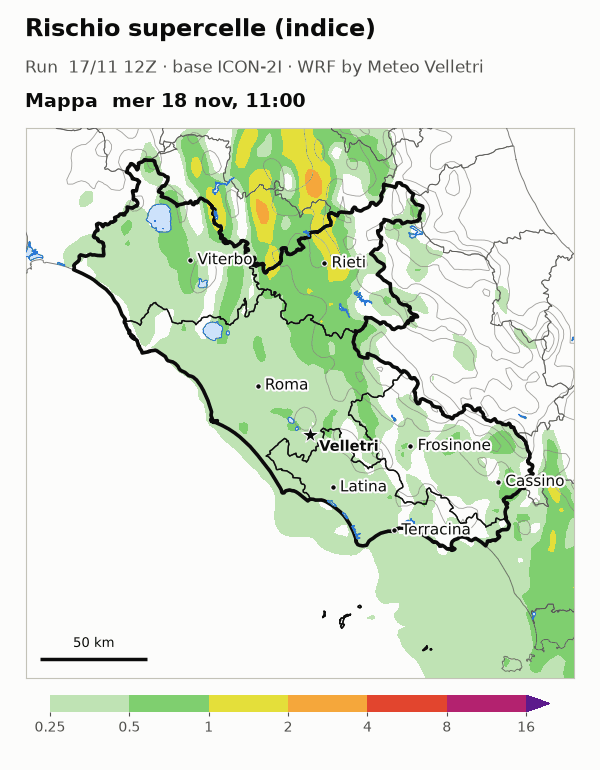 Rischio supercelle (indice)
Run  17/11 12Z · base ICON-2I · WRF by Meteo Velletri
Mappa  mer 18 nov, 11:00
Viterbo
Rieti
Roma
Velletri
Frosinone
Latina
Cassino
Terracina
50 km
0.25 0.5 1 2 4 8 16